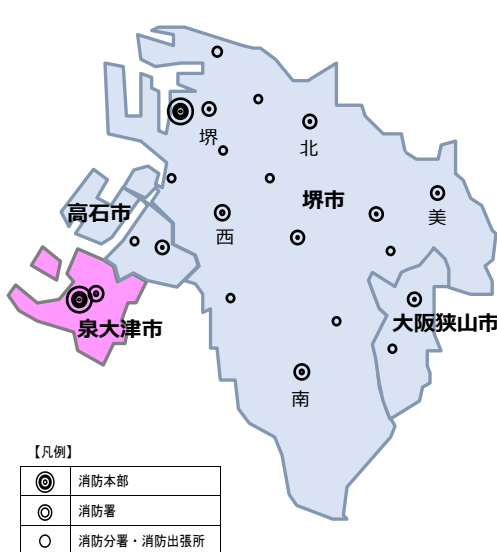 堺
北
高石市
堺市
美
西
泉大津市
大阪狭山市
南
【凡例】
消防本部
消防署
消防分署・消防出張所